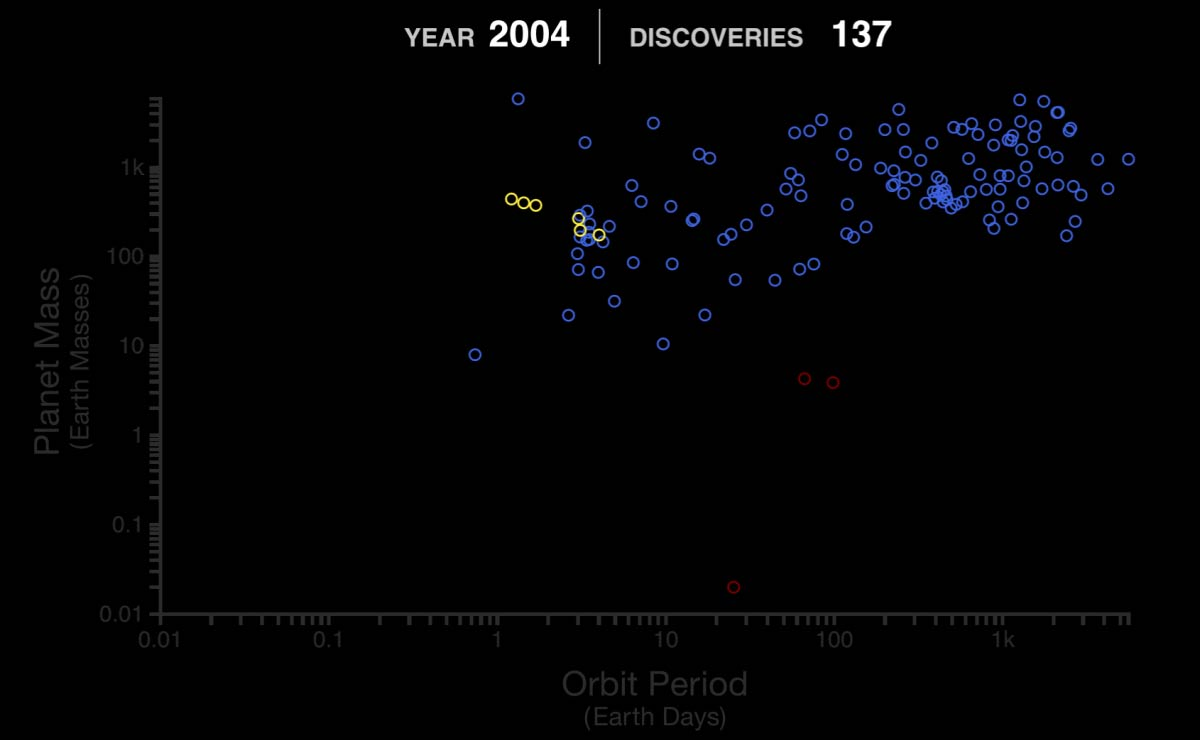 YEAR 2004 DISCOVERIES 137
1k
100
10
1
0.1
0.01
Planet Mass
(Earth Masses)
0.01 0.1 1 10 100 1k
Orbit Period
(Earth Days)